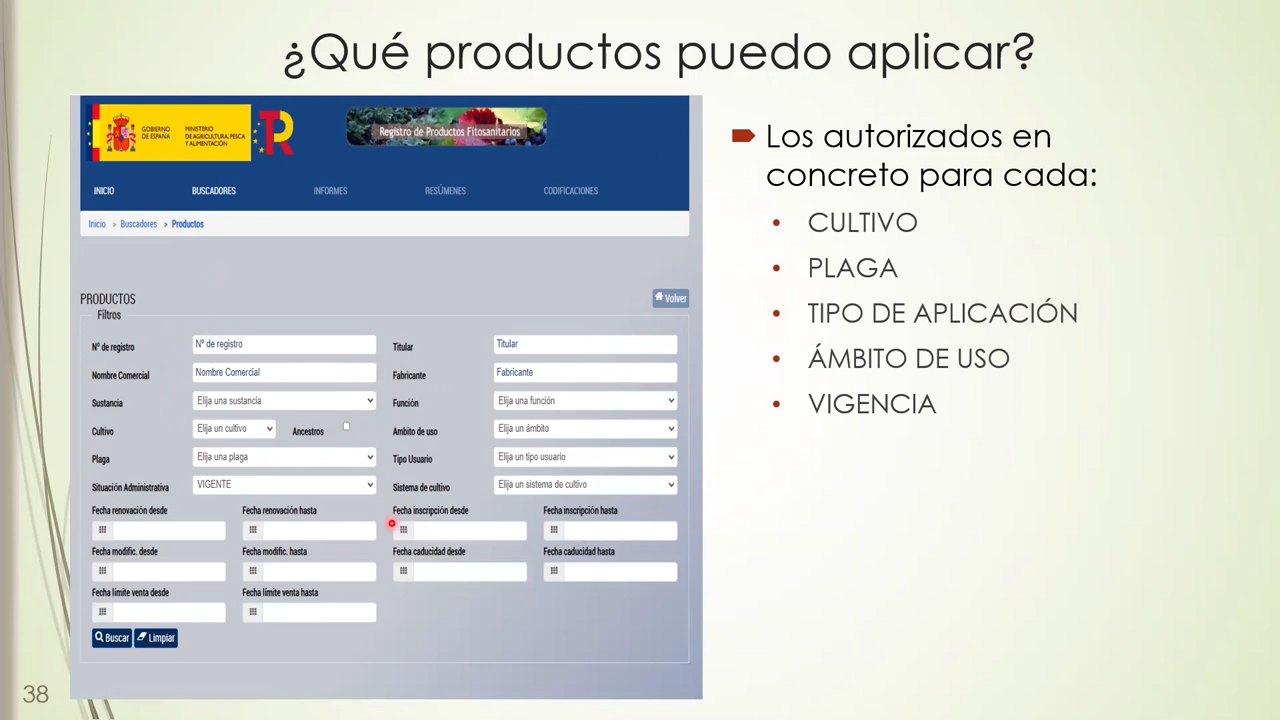 ¿Qué productos puedo aplicar?
GOBIERNO
DE ESPAÑA
MINISTERIO
DE AGRICULTURA, PESCA
Y ALIMENTACIÓN
R
Registro de Productos Fitosanitarios
INICIO BUSCADORES INFORMES RESÚMENES CODIFICACIONES
Inicio > Buscadores > Productos
PRODUCTOS
Volver
Filtros
Nº de registro Nº de registro Titular Titular
Nombre Comercial Nombre Comercial Fabricante Fabricante
Sustancia Elija una sustancia Función Elija una función
Cultivo Elija un cultivo Ancestros Ambito de uso Elija un ámbito
Plaga Elija una plaga Tipo Usuario Elija un tipo usuario
Situación Administrativa VIGENTE Sistema de cultivo Elija un sistema de cultivo
Fecha renovación desde Fecha renovación hasta Fecha inscripción desde Fecha inscripción hasta
Fecha modific. desde Fecha modific. hasta Fecha caducidad desde Fecha caducidad hasta
Fecha límite venta desde Fecha límite venta hasta
Buscar Limpiar
Los autorizados en
concreto para cada:
• CULTIVO
• PLAGA
• TIPO DE APLICACIÓN
• ÁMBITO DE USO
• VIGENCIA
38